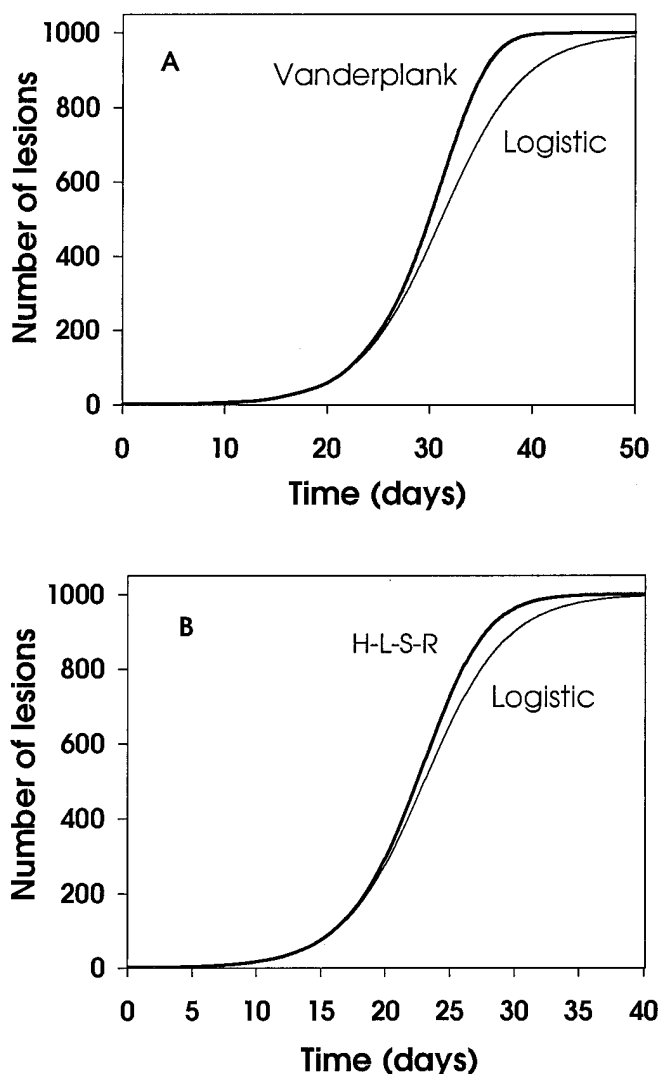 1000
A
Vanderplank
800
Logistic
600
400
200
0
Number of lesions
0 10 20 30 40 50
Time (days)
1000
B
H-L-S-R
800
Logistic
600
400
200
0
Number of lesions
0 5 10 15 20 25 30 35 40
Time (days)